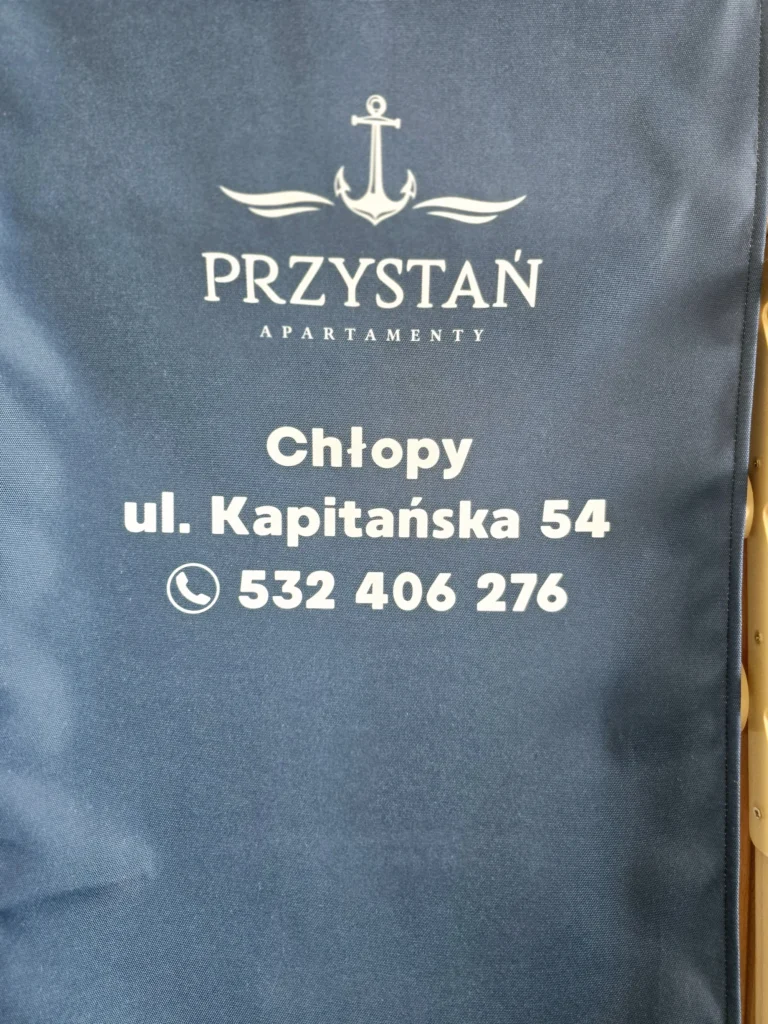 PRZYSTAŃ
APARTAMENTY
Chłopy
ul. Kapitańska 54
532 406 276